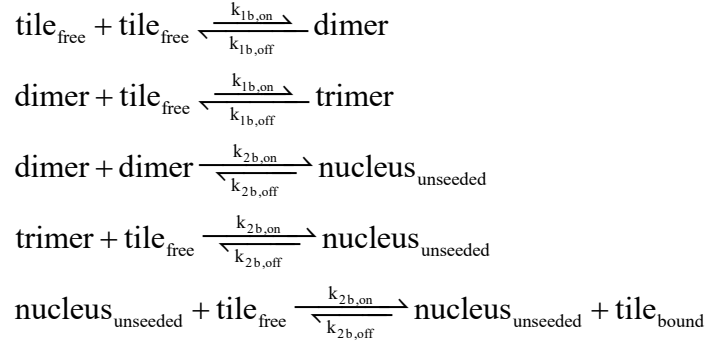 tile_free + tile_free ⇌ (k_1b,on / k_1b,off) dimer
dimer + tile_free ⇌ (k_1b,on / k_1b,off) trimer
dimer + dimer ⇌ (k_2b,on / k_2b,off) nucleus_unseeded
trimer + tile_free ⇌ (k_2b,on / k_2b,off) nucleus_unseeded
nucleus_unseeded + tile_free ⇌ (k_2b,on / k_2b,off) nucleus_unseeded + tile_bound